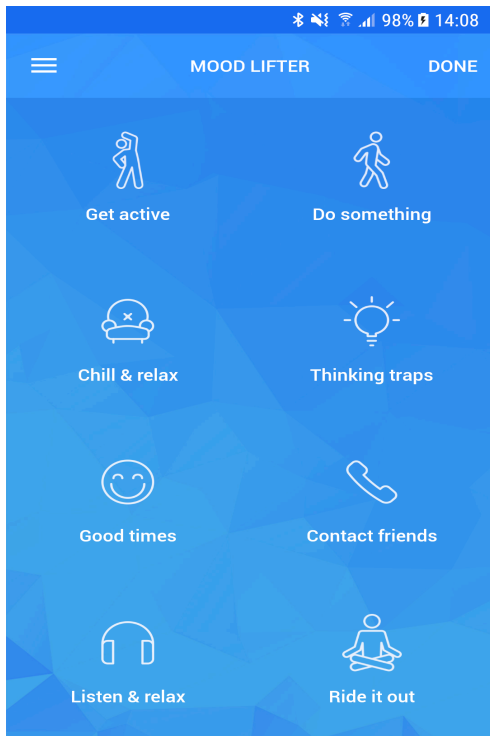 98% 14:08
MOOD LIFTER DONE
Get active Do something
Chill & relax Thinking traps
Good times Contact friends
Listen & relax Ride it out